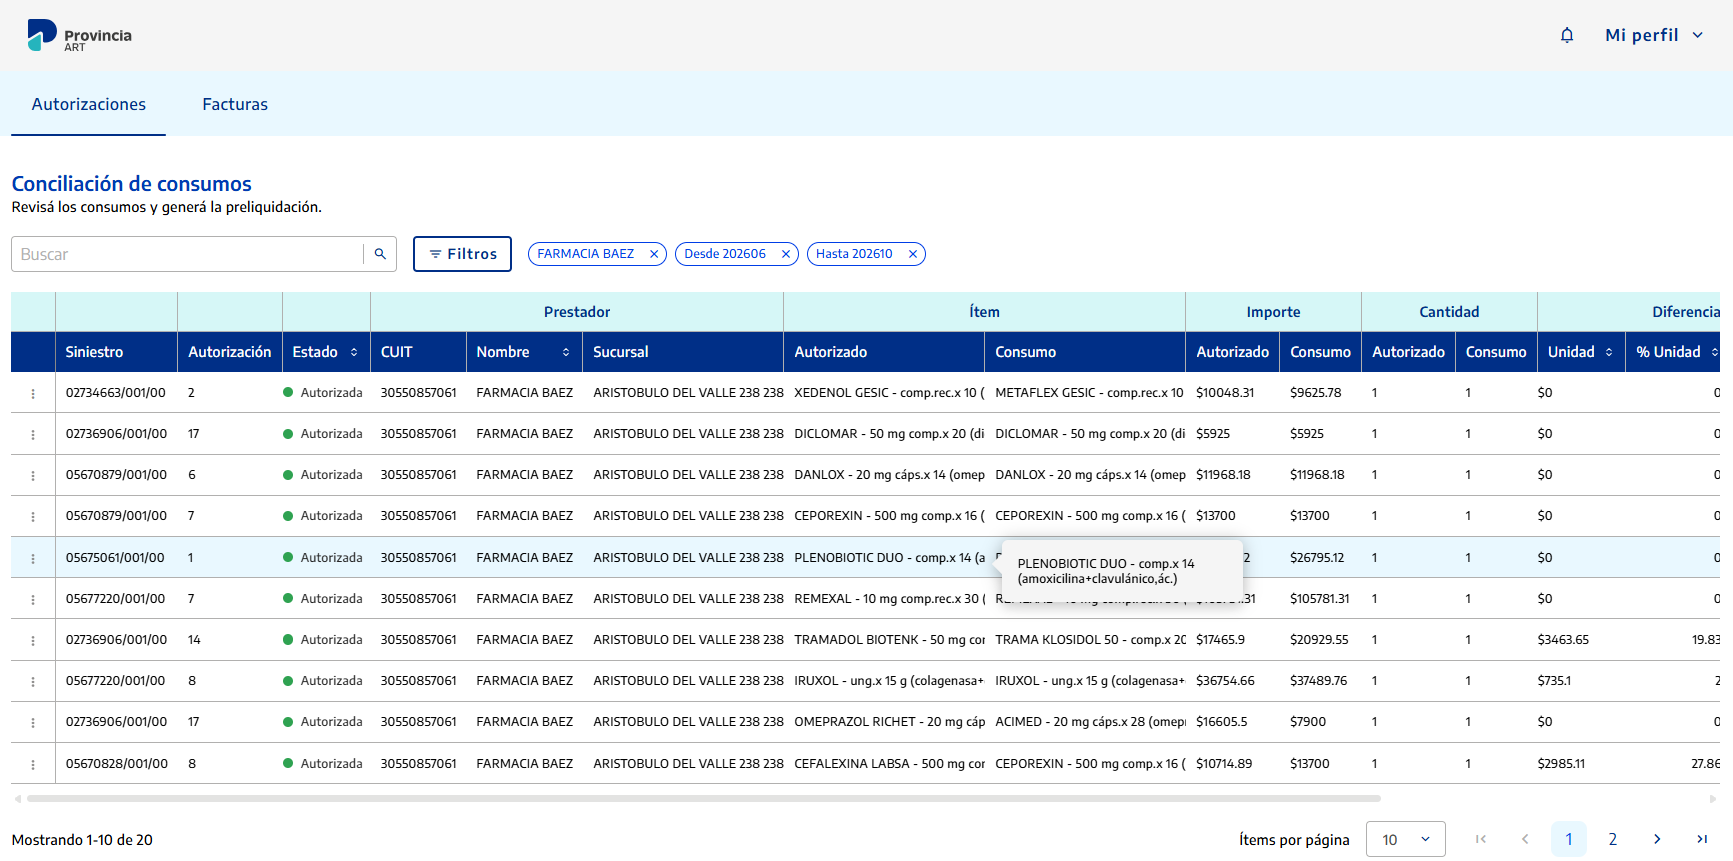 Provincia
ART
Mi perfil
Autorizaciones Facturas
Conciliación de consumos
Revisá los consumos y generá la preliquidación.
Buscar Filtros FARMACIA BAEZ Desde 202606 Hasta 202610
Prestador Ítem Importe Cantidad Diferencia
Siniestro Autorización Estado CUIT Nombre Sucursal Autorizado Consumo Autorizado Consumo Autorizado Consumo Unidad % Unidad
02734663/001/00 2 Autorizada 30550857061 FARMACIA BAEZ ARISTOBULO DEL VALLE 238 238 XEDENOL GESIC - comp.rec.x 10 ( METAFLEX GESIC - comp.rec.x 10 $10048.31 $9625.78 1 1 $0 0
02736906/001/00 17 Autorizada 30550857061 FARMACIA BAEZ ARISTOBULO DEL VALLE 238 238 DICLOMAR - 50 mg comp.x 20 (di DICLOMAR - 50 mg comp.x 20 (di $5925 $5925 1 1 $0 0
05670879/001/00 6 Autorizada 30550857061 FARMACIA BAEZ ARISTOBULO DEL VALLE 238 238 DANLOX - 20 mg cáps.x 14 (omep DANLOX - 20 mg cáps.x 14 (omep $11968.18 $11968.18 1 1 $0 0
05670879/001/00 7 Autorizada 30550857061 FARMACIA BAEZ ARISTOBULO DEL VALLE 238 238 CEPOREXIN - 500 mg comp.x 16 ( CEPOREXIN - 500 mg comp.x 16 ( $13700 $13700 1 1 $0 0
05675061/001/00 1 Autorizada 30550857061 FARMACIA BAEZ ARISTOBULO DEL VALLE 238 238 PLENOBIOTIC DUO - comp.x 14 (a 2 $26795.12 1 1 $0 0
PLENOBIOTIC DUO - comp.x 14
(amoxicilina+clavulánico,ác.)
05677220/001/00 7 Autorizada 30550857061 FARMACIA BAEZ ARISTOBULO DEL VALLE 238 238 REMEXAL - 10 mg comp.rec.x 30 ( $105781.31 1 1 $0 0
02736906/001/00 14 Autorizada 30550857061 FARMACIA BAEZ ARISTOBULO DEL VALLE 238 238 TRAMADOL BIOTENK - 50 mg cor TRAMA KLOSIDOL 50 - comp.x 20 $17465.9 $20929.55 1 1 $3463.65 19.83
05677220/001/00 8 Autorizada 30550857061 FARMACIA BAEZ ARISTOBULO DEL VALLE 238 238 IRUXOL - ung.x 15 g (colagenasa+ IRUXOL - ung.x 15 g (colagenasa+ $36754.66 $37489.76 1 1 $735.1 2
02736906/001/00 17 Autorizada 30550857061 FARMACIA BAEZ ARISTOBULO DEL VALLE 238 238 OMEPRAZOL RICHET - 20 mg cáp ACIMED - 20 mg cáps.x 28 (omepr $16605.5 $7900 1 1 $0 0
05670828/001/00 8 Autorizada 30550857061 FARMACIA BAEZ ARISTOBULO DEL VALLE 238 238 CEFALEXINA LABSA - 500 mg cor CEPOREXIN - 500 mg comp.x 16 ( $10714.89 $13700 1 1 $2985.11 27.86
Mostrando 1-10 de 20 Ítems por página 10 1 2